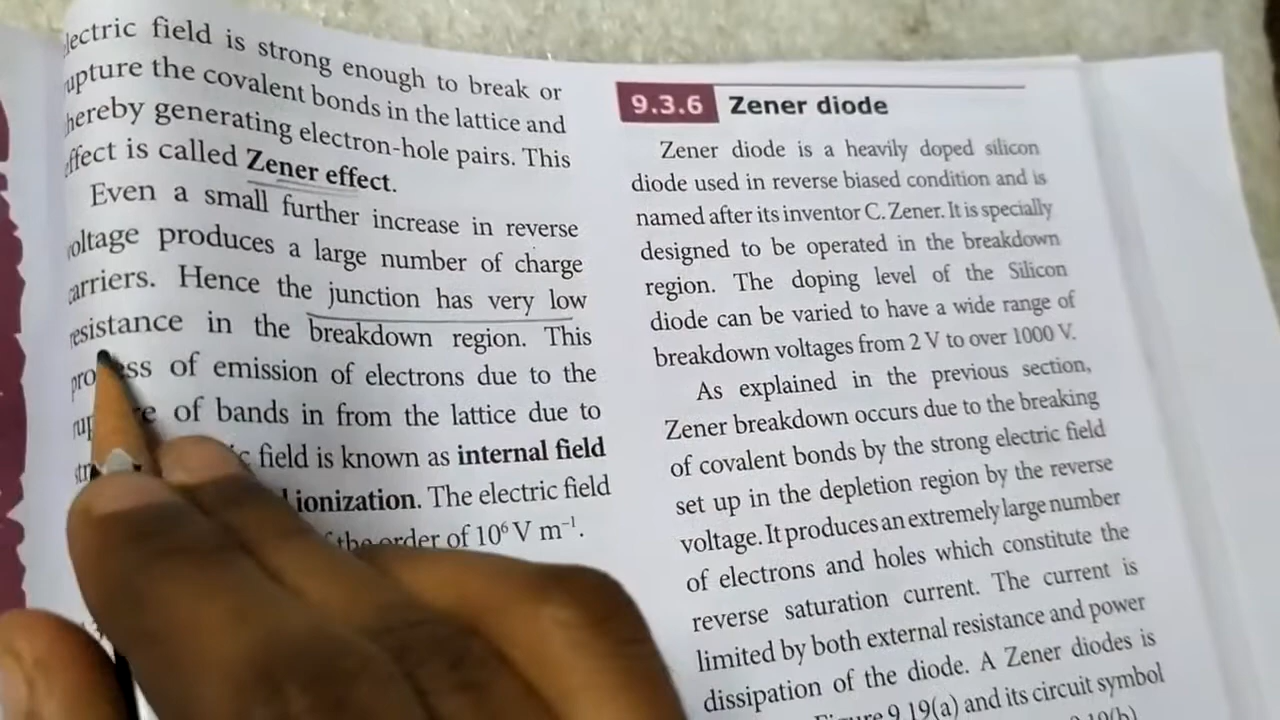 lectric field is strong enough to break or
upture the covalent bonds in the lattice and
hereby generating electron-hole pairs. This
effect is called Zener effect.
Even a small further increase in reverse
voltage produces a large number of charge
carriers. Hence the junction has very low
resistance in the breakdown region. This
of emission of electrons due to the
of bands in from the lattice due to
field is known as internal field
ionization. The electric field
the order of 10⁶ V m⁻¹.
9.3.6 Zener diode
Zener diode is a heavily doped silicon
diode used in reverse biased condition and is
named after its inventor C. Zener. It is specially
designed to be operated in the breakdown
region. The doping level of the Silicon
diode can be varied to have a wide range of
breakdown voltages from 2 V to over 1000 V.
As explained in the previous section,
Zener breakdown occurs due to the breaking
of covalent bonds by the strong electric field
set up in the depletion region by the reverse
voltage. It produces an extremely large number
of electrons and holes which constitute the
reverse saturation current. The current is
limited by both external resistance and power
dissipation of the diode. A Zener diodes is
9.19(a) and its circuit symbol